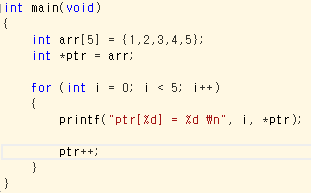 int main(void)
{
    int arr[5] = {1,2,3,4,5};
    int *ptr = arr;

    for (int i = 0; i < 5; i++)
    {
        printf("ptr[%d] = %d ₩n", i, *ptr);

        ptr++;
    }
}